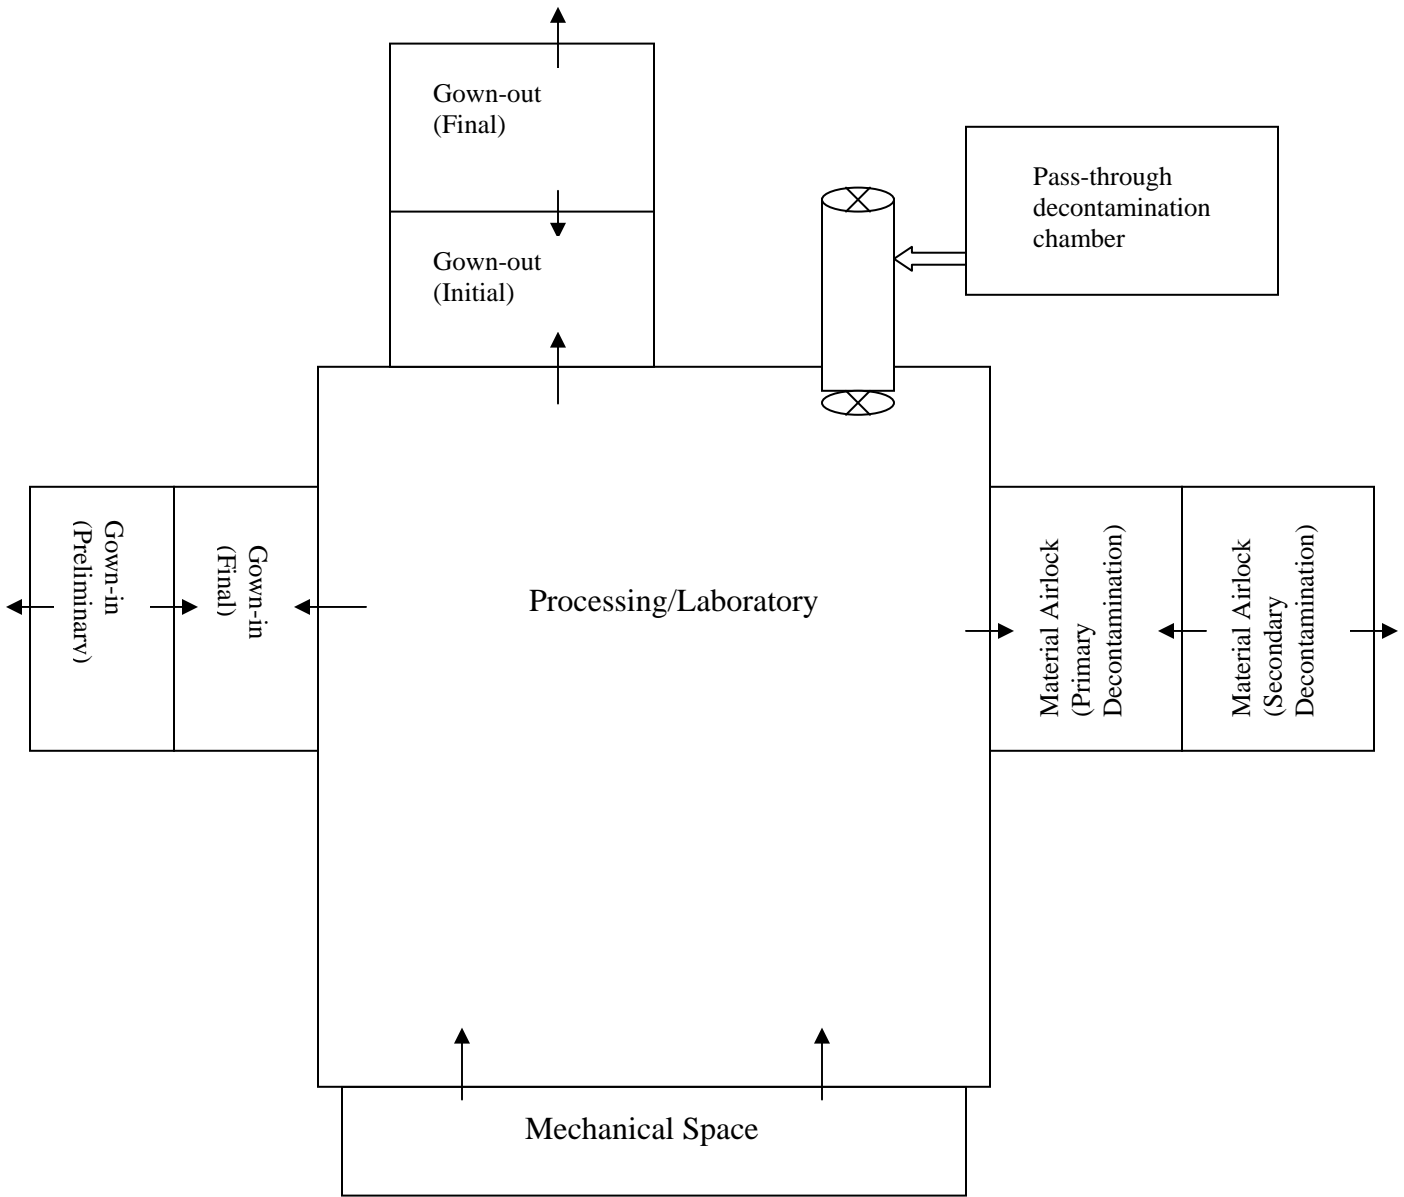 Gown-out
(Final)
Pass-through
decontamination
chamber
Gown-out
(Initial)
Gown-in
(Preliminary)
Gown-in
(Final)
Processing/Laboratory
Material Airlock
(Primary
Decontamination)
Material Airlock
(Secondary
Decontamination)
Mechanical Space